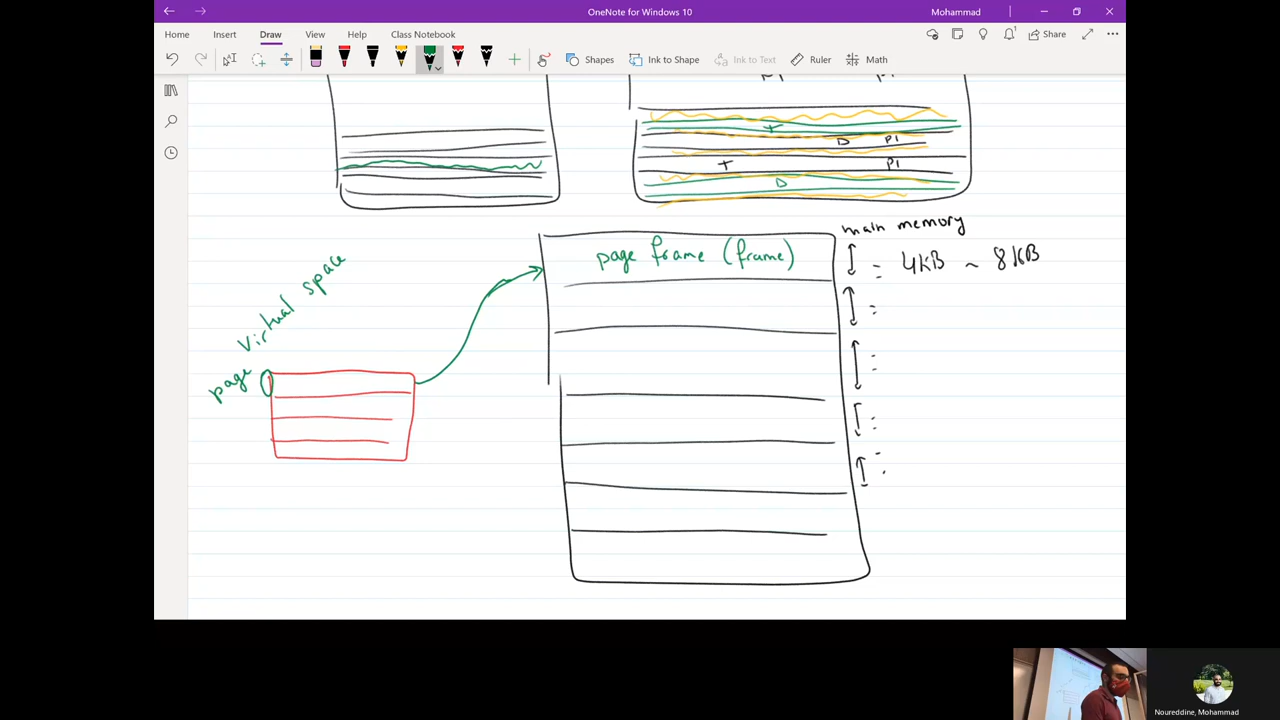 OneNote for Windows 10
Mohammad
Home Insert Draw View Help Class Notebook
Share
Shapes Ink to Shape Ink to Text Ruler Math
T
D P1
T P1
D
main memory
page frame (frame)
= 4KB ~ 8KB
=
=
=
=
page virtual space
Noureddine, Mohammad